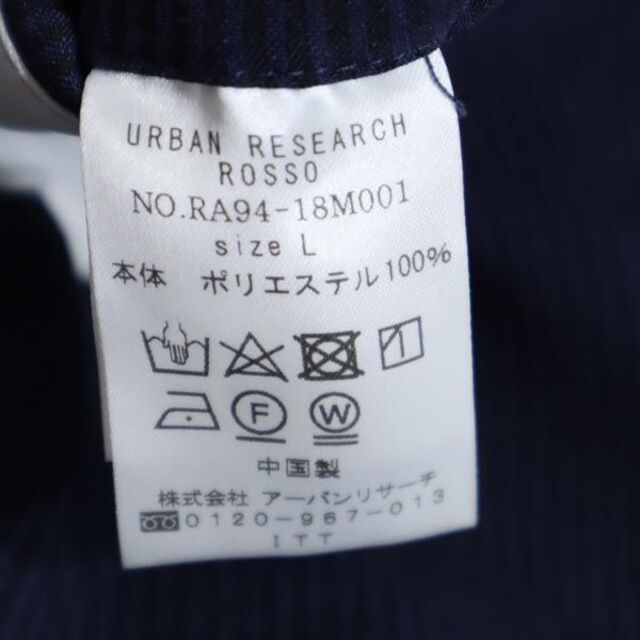 URBAN RESEARCH
ROSSO
NO.RA94-18M001
size L
本体 ポリエステル100%
F W
中国製
株式会社 アーバンリサーチ
0120-967-013
ITT